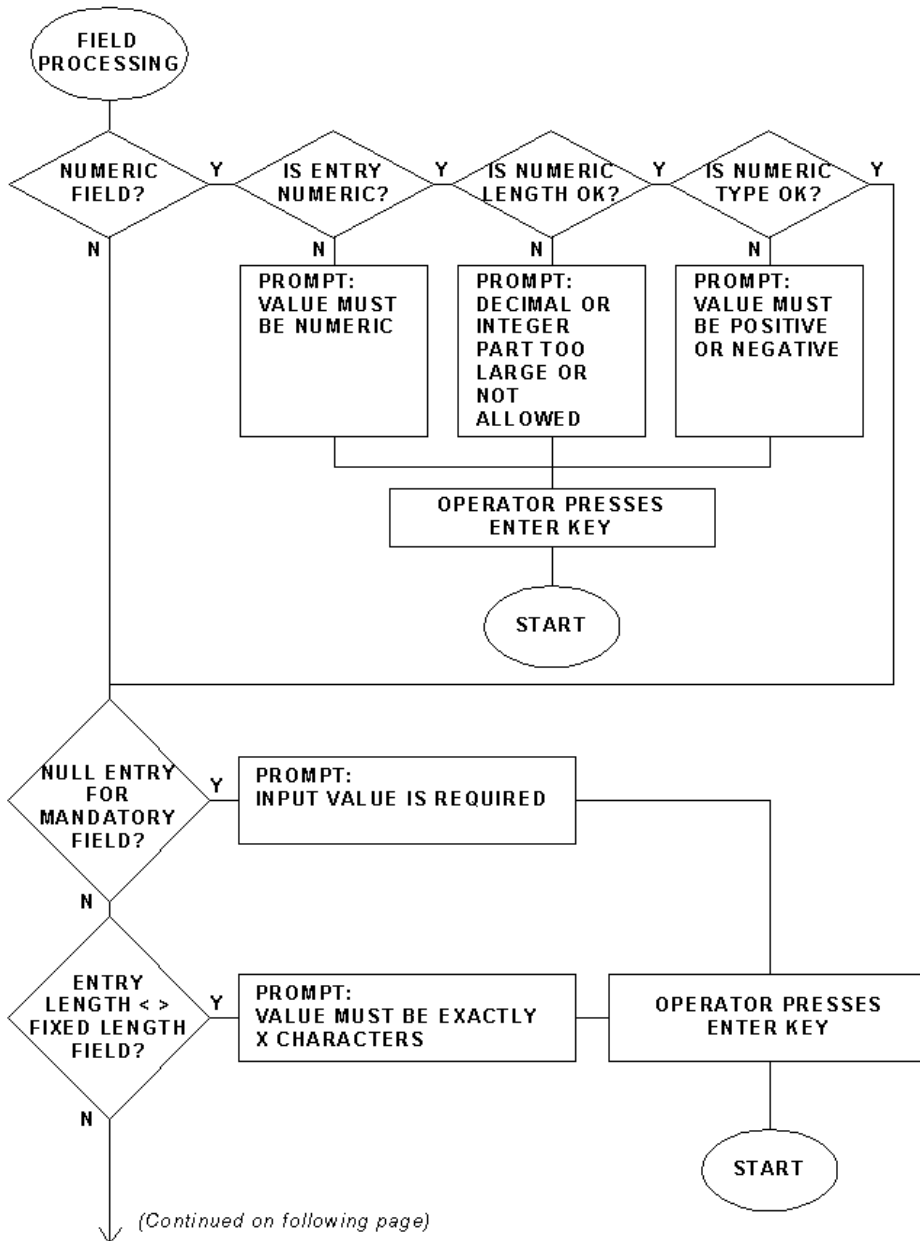 FIELD
PROCESSING
NUMERIC
FIELD?
Y
N
IS ENTRY
NUMERIC?
Y
N
IS NUMERIC
LENGTH OK?
Y
N
IS NUMERIC
TYPE OK?
Y
N
PROMPT:
VALUE MUST
BE NUMERIC
PROMPT:
DECIMAL OR
INTEGER
PART TOO
LARGE OR
NOT
ALLOWED
PROMPT:
VALUE MUST
BE POSITIVE
OR NEGATIVE
OPERATOR PRESSES
ENTER KEY
START
NULL ENTRY
FOR
MANDATORY
FIELD?
Y
N
PROMPT:
INPUT VALUE IS REQUIRED
ENTRY
LENGTH < >
FIXED LENGTH
FIELD?
Y
N
PROMPT:
VALUE MUST BE EXACTLY
X CHARACTERS
OPERATOR PRESSES
ENTER KEY
START
(Continued on following page)